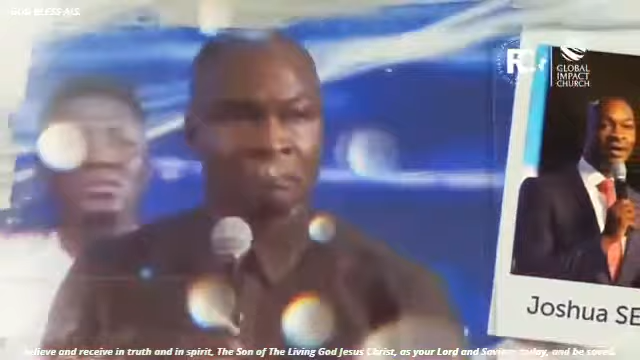 GOD BLESS
GLOBAL
IMPACT
CHURCH
Joshua SE
believe and receive in truth and in spirit, The Son of The Living God Jesus Christ, as your Lord and Saviour today, and be saved.